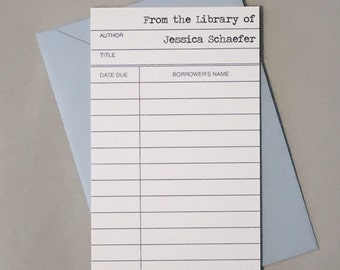 From the Library of
AUTHOR
Jessica Schaefer
TITLE
DATE DUE BORROWER'S NAME